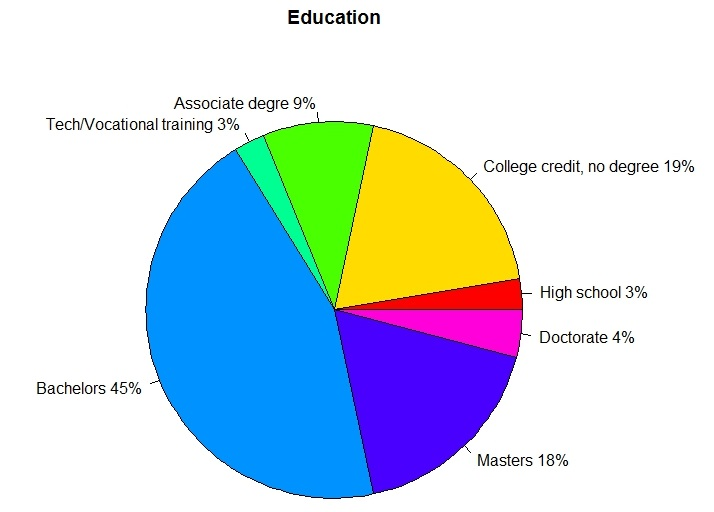 Education
Associate degre 9%
Tech/Vocational training 3%
College credit, no degree 19%
High school 3%
Doctorate 4%
Bachelors 45%
Masters 18%